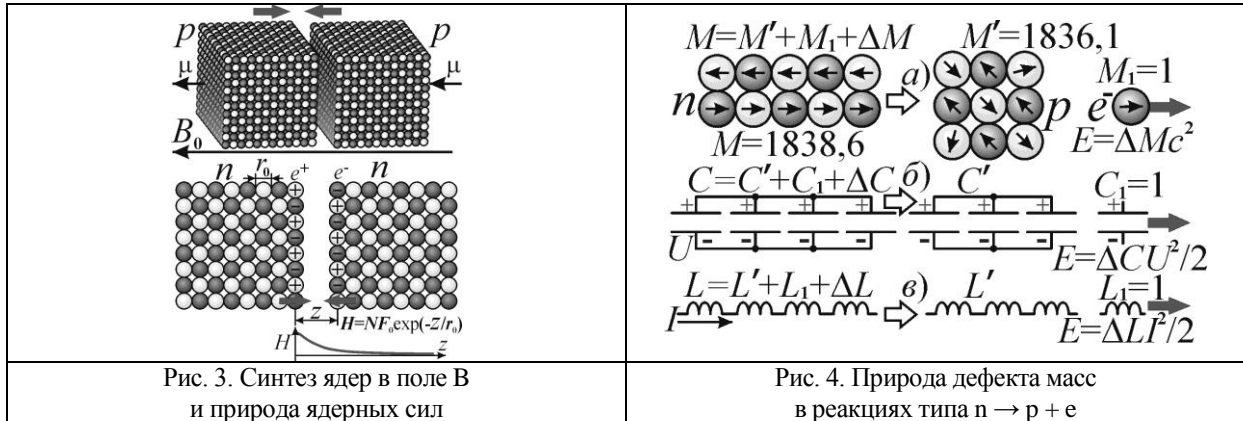 p
p
μ
μ
B₀
n
r₀
e⁺
e⁻
n
z
H=NF₀exp(-z/r₀)
H
z
M=M′+M₁+ΔM
а)
M′=1836,1
M₁=1
n
p
e⁻
M=1838,6
E=ΔMc²
C=C′+C₁+ΔC
б)
C′
C₁=1
U
E=ΔCU²/2
L=L′+L₁+ΔL
в)
L′
L₁=1
I
E=ΔLI²/2
Рис. 3. Синтез ядер в поле В
и природа ядерных сил
Рис. 4. Природа дефекта масс
в реакциях типа n → p + e